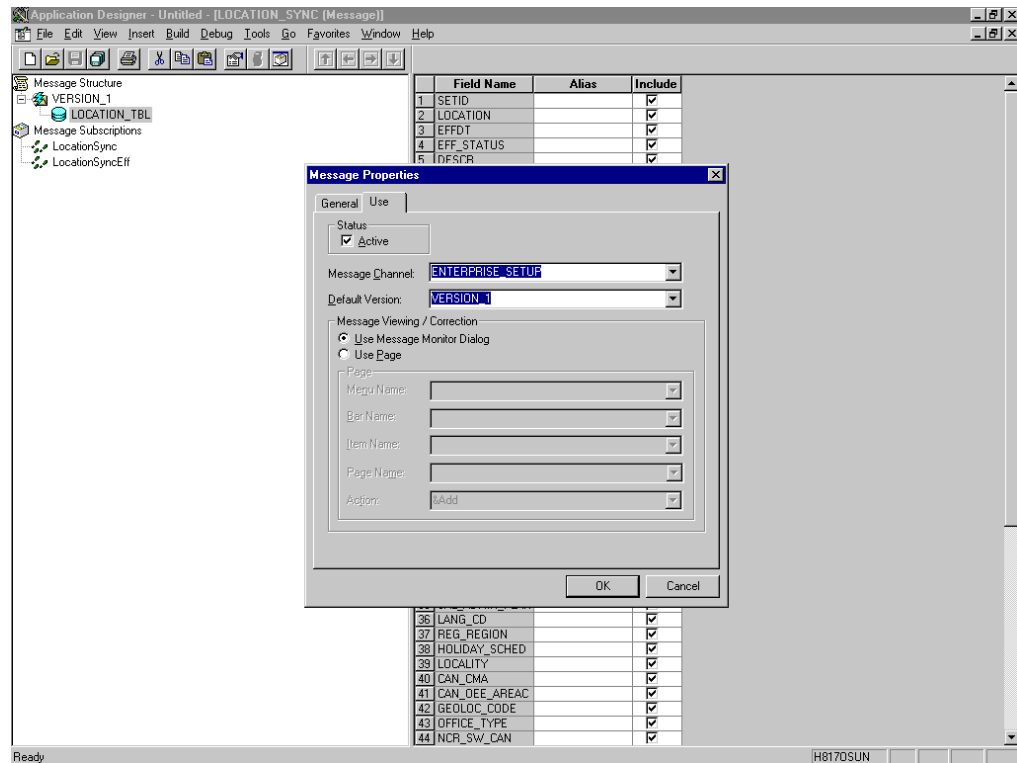 Application Designer - Untitled - [LOCATION_SYNC (Message)]
File Edit View Insert Build Debug Tools Go Favorites Window Help
Message Structure
VERSION_1
LOCATION_TBL
Message Subscriptions
LocationSync
LocationSyncEff
Field Name Alias Include
1 SETID
2 LOCATION
3 EFFDT
4 EFF_STATUS
5 DESCR
Message Properties
General Use
Status
Active
Message Channel: ENTERPRISE_SETUP
Default Version: VERSION_1
Message Viewing / Correction
Use Message Monitor Dialog
Use Page
Page
Menu Name:
Bar Name:
Item Name:
Page Name:
Action: &Add
OK Cancel
36 LANG_CD
37 REG_REGION
38 HOLIDAY_SCHED
39 LOCALITY
40 CAN_CMA
41 CAN_OEE_AREAC
42 GEOLOC_CODE
43 OFFICE_TYPE
44 NCR_SW_CAN
Ready H8170SUN